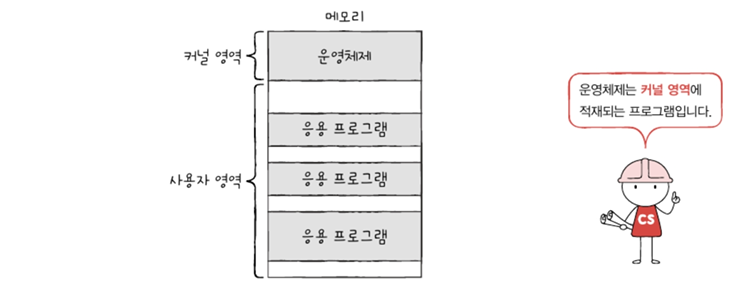 메모리
커널 영역
운영체제
운영체제는 커널 영역에
적재되는 프로그램입니다.
응용 프로그램
사용자 영역
응용 프로그램
응용 프로그램
CS